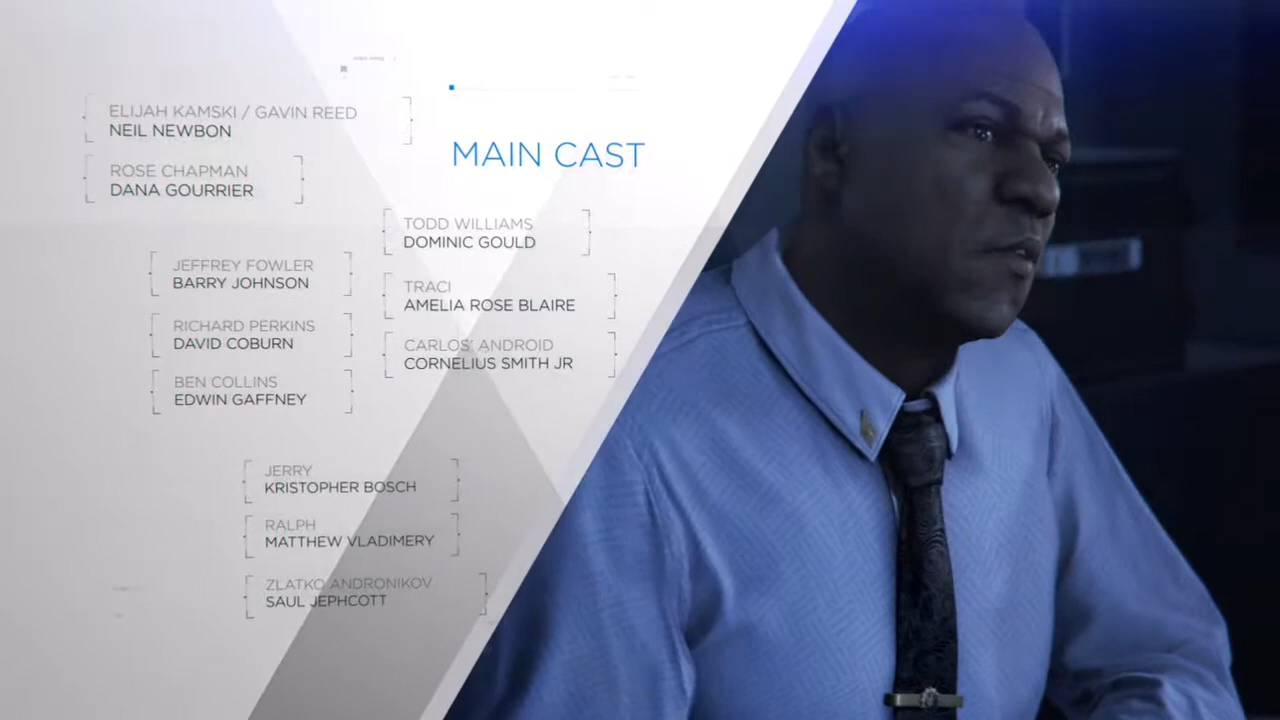 MAIN CAST
ELIJAH KAMSKI / GAVIN REED
NEIL NEWBON
ROSE CHAPMAN
DANA GOURRIER
JEFFREY FOWLER
BARRY JOHNSON
RICHARD PERKINS
DAVID COBURN
BEN COLLINS
EDWIN GAFFNEY
TODD WILLIAMS
DOMINIC GOULD
TRACI
AMELIA ROSE BLAIRE
CARLOS' ANDROID
CORNELIUS SMITH JR
JERRY
KRISTOPHER BOSCH
RALPH
MATTHEW VLADIMERY
ZLATKO ANDRONIKOV
SAUL JEPHCOTT